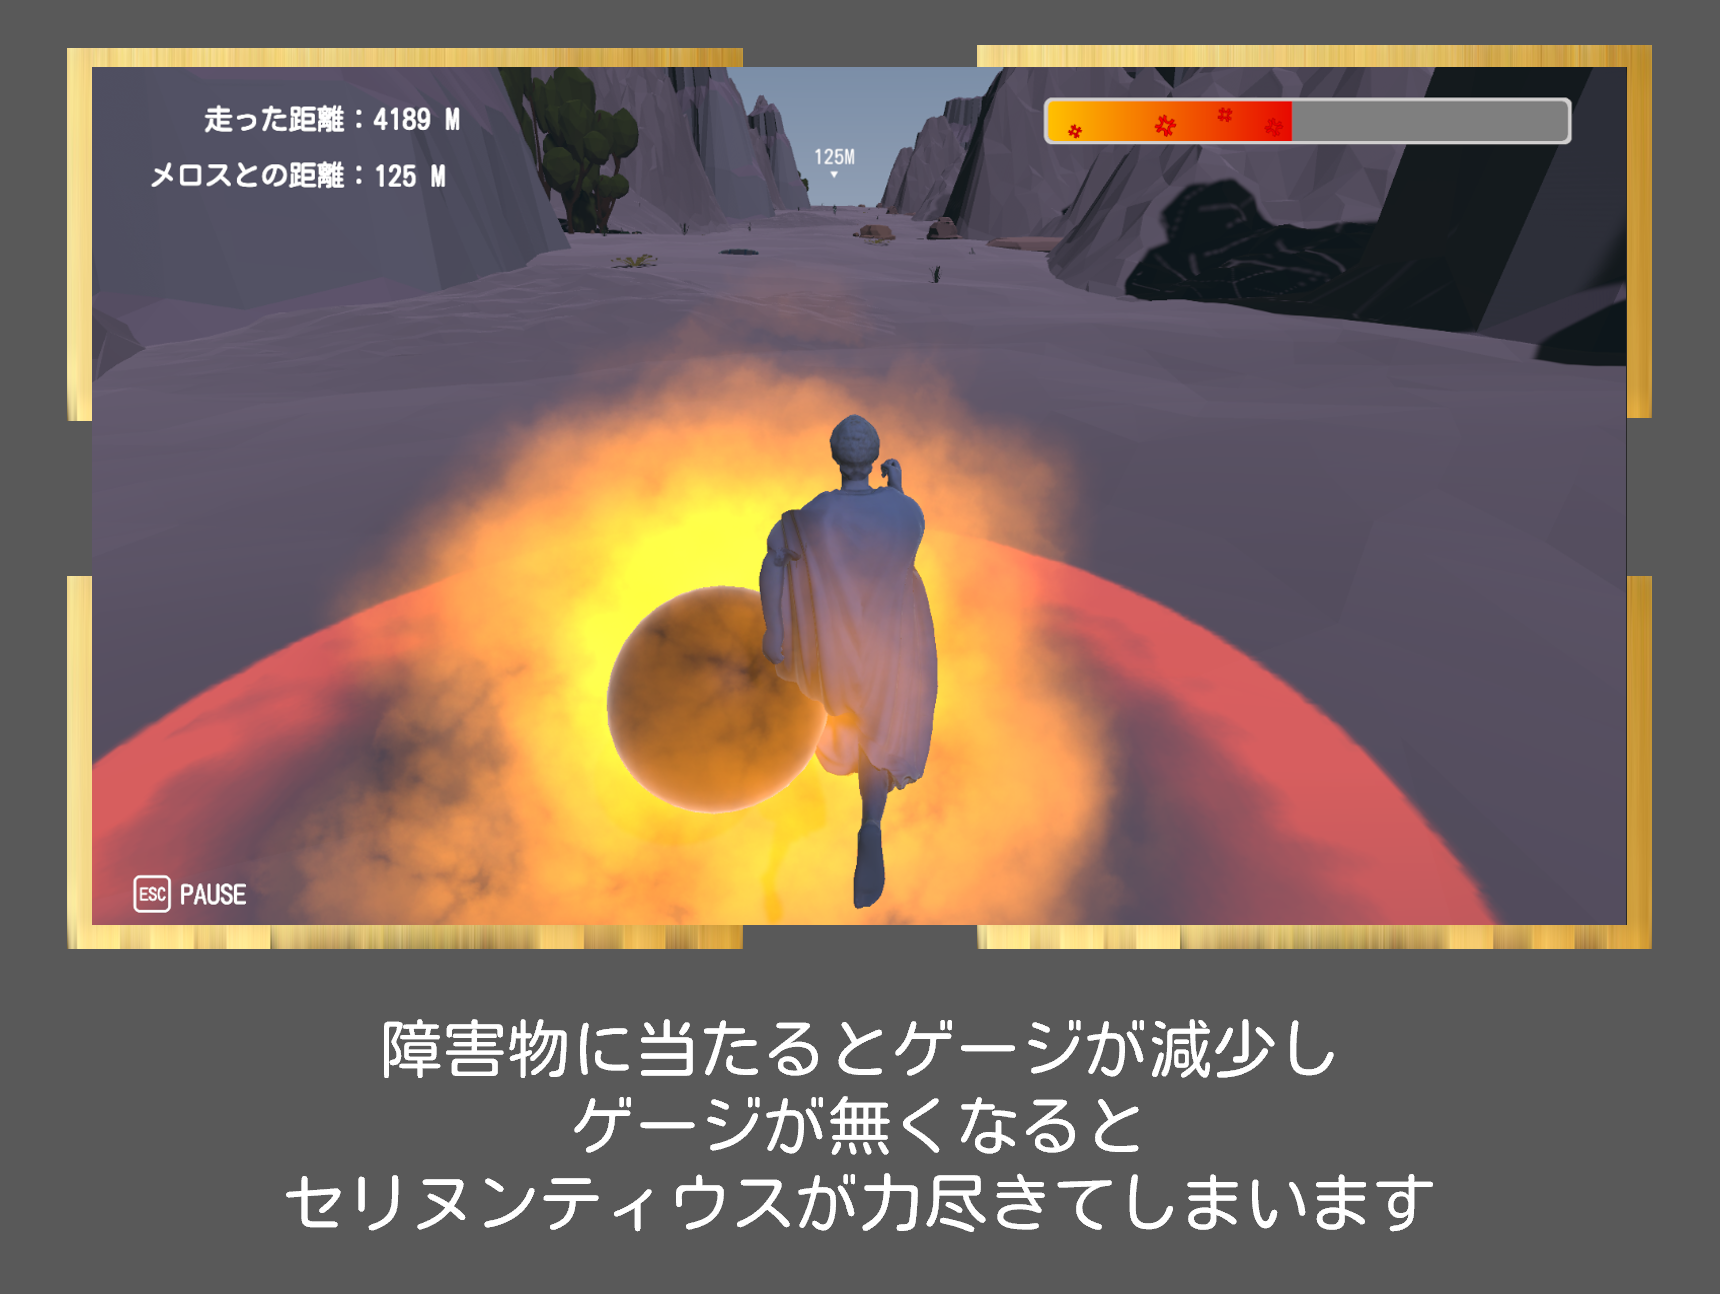 走った距離：4189 M
メロスとの距離：125 M
125M
ESC PAUSE
障害物に当たるとゲージが減少し
ゲージが無くなると
セリヌンティウスが力尽きてしまいます